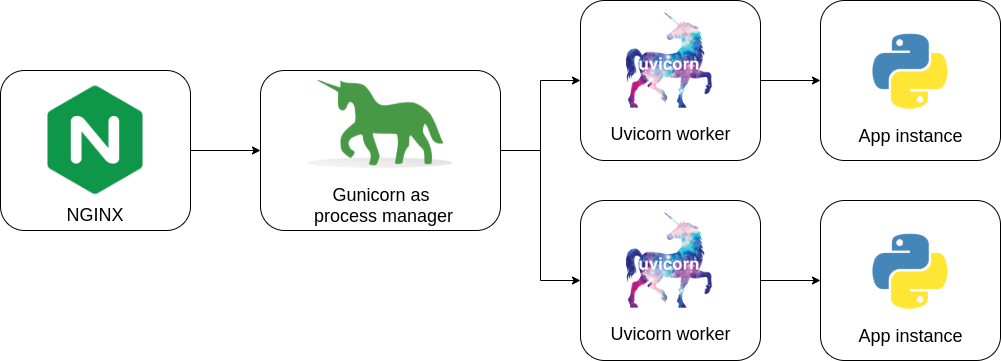 N
NGINX
Gunicorn as
process manager
uvicorn
Uvicorn worker
App instance
uvicorn
Uvicorn worker
App instance